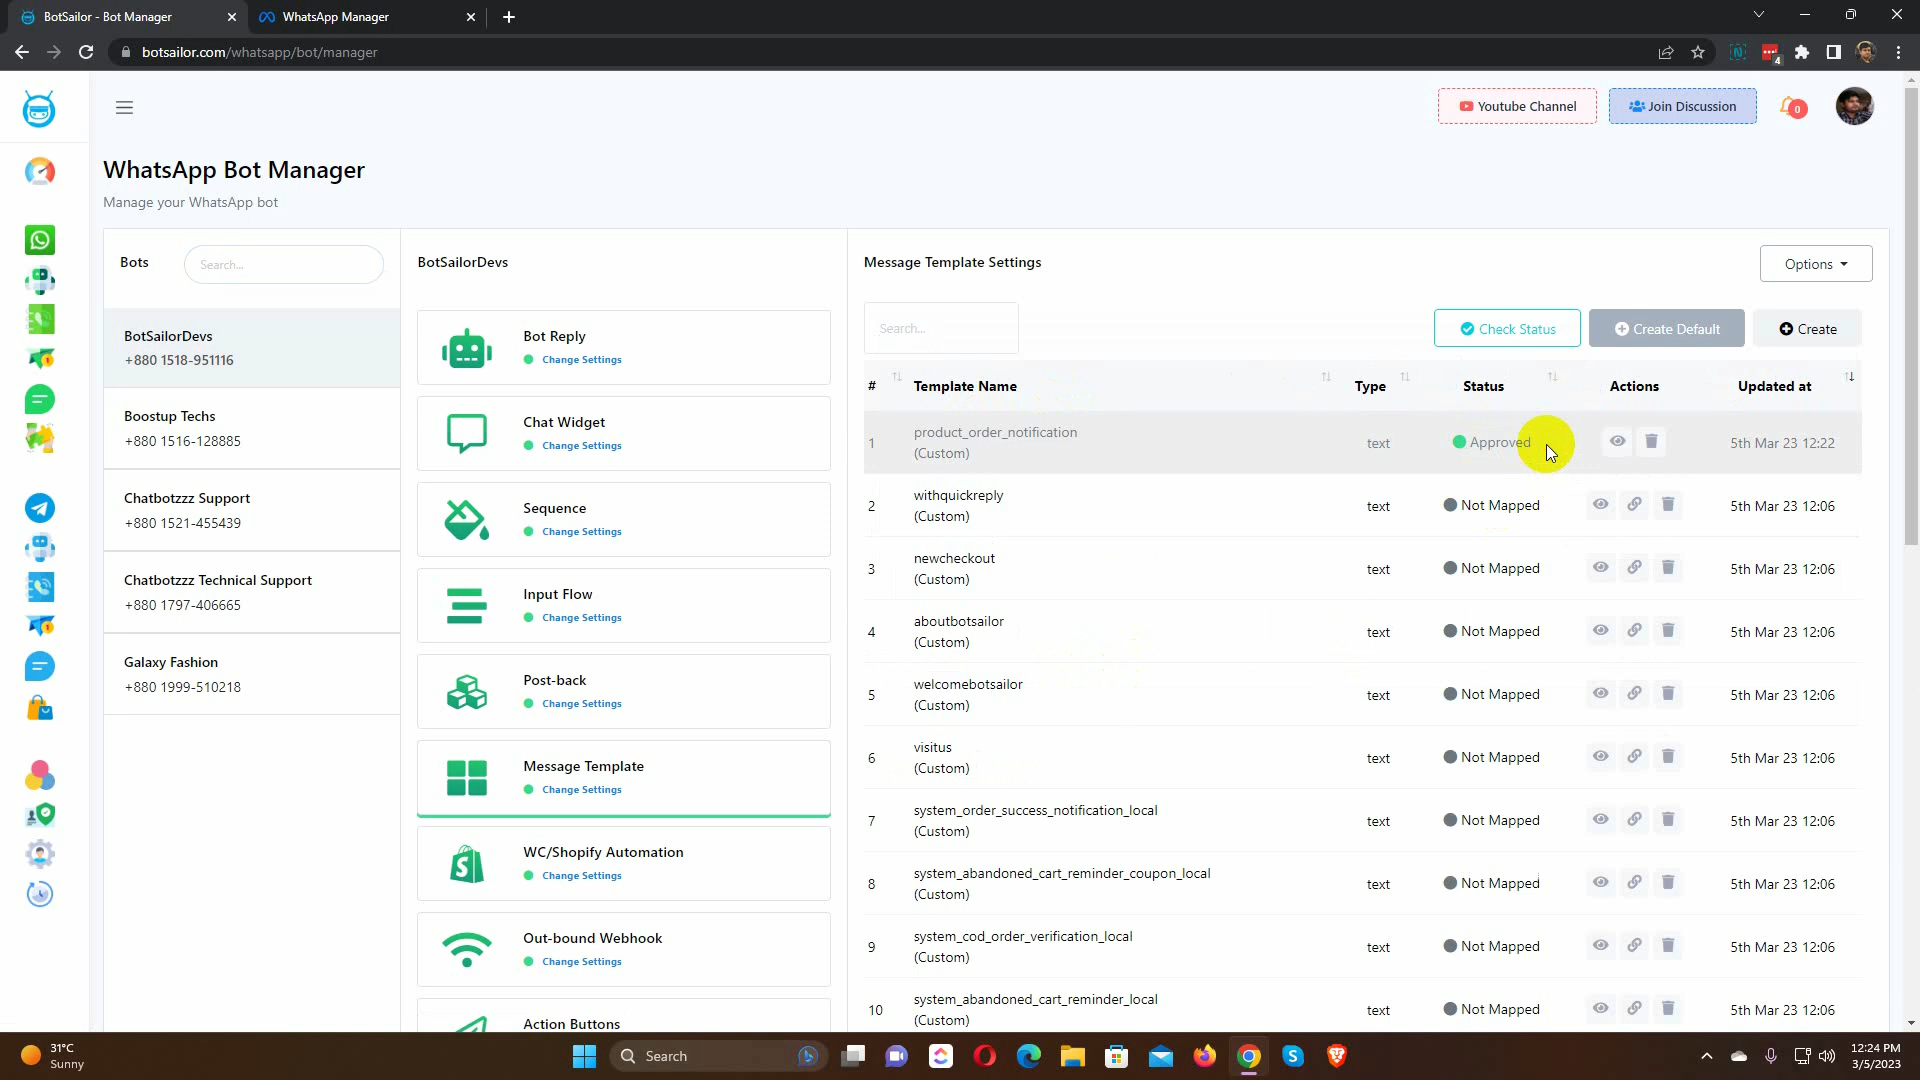 BotSailor - Bot Manager
WhatsApp Manager
botsailor.com/whatsapp/bot/manager
4
Youtube Channel
Join Discussion
0
WhatsApp Bot Manager
Manage your WhatsApp bot
Bots
Search...
BotSailorDevs
+880 1518-951116
Boostup Techs
+880 1516-128885
Chatbotzzz Support
+880 1521-455439
Chatbotzzz Technical Support
+880 1797-406665
Galaxy Fashion
+880 1999-510218
BotSailorDevs
Bot Reply
Change Settings
Chat Widget
Change Settings
Sequence
Change Settings
Input Flow
Change Settings
Post-back
Change Settings
Message Template
Change Settings
WC/Shopify Automation
Change Settings
Out-bound Webhook
Change Settings
Action Buttons
Message Template Settings
Options
Search...
Check Status
Create Default
Create
# Template Name Type Status Actions Updated at
1 product_order_notification text Approved 5th Mar 23 12:22
(Custom)
2 withquickreply text Not Mapped 5th Mar 23 12:06
(Custom)
3 newcheckout text Not Mapped 5th Mar 23 12:06
(Custom)
4 aboutbotsailor text Not Mapped 5th Mar 23 12:06
(Custom)
5 welcomebotsailor text Not Mapped 5th Mar 23 12:06
(Custom)
6 visitus text Not Mapped 5th Mar 23 12:06
(Custom)
7 system_order_success_notification_local text Not Mapped 5th Mar 23 12:06
(Custom)
8 system_abandoned_cart_reminder_coupon_local text Not Mapped 5th Mar 23 12:06
(Custom)
9 system_cod_order_verification_local text Not Mapped 5th Mar 23 12:06
(Custom)
10 system_abandoned_cart_reminder_local text Not Mapped 5th Mar 23 12:06
(Custom)
31°C
Sunny
Search
12:24 PM
3/5/2023